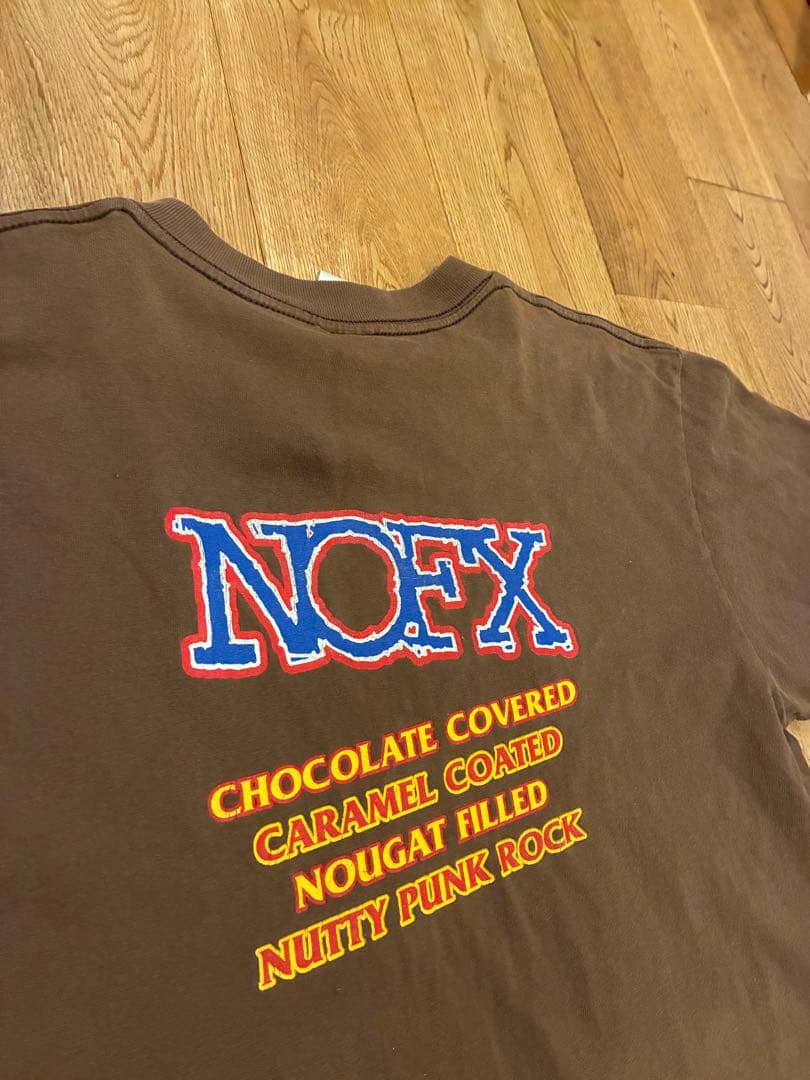 NOFX
CHOCOLATE COVERED
CARAMEL COATED
NOUGAT FILLED
NUTTY PUNK ROCK